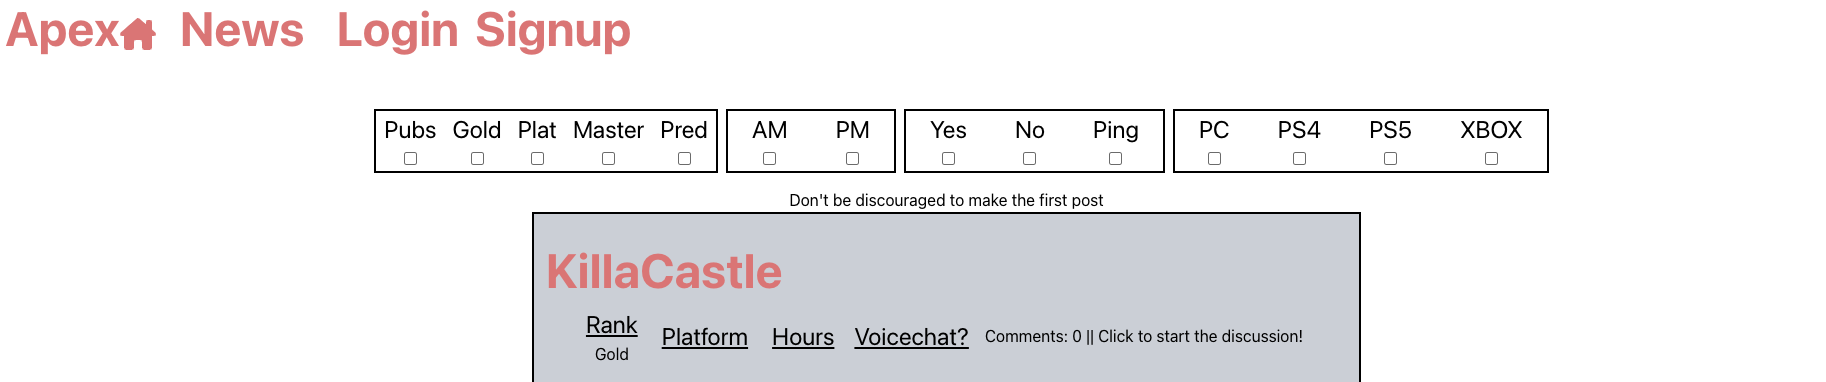 Apex News Login Signup
Pubs Gold Plat Master Pred AM PM Yes No Ping PC PS4 PS5 XBOX
Don't be discouraged to make the first post
KillaCastle
Rank Platform Hours Voicechat? Comments: 0 || Click to start the discussion!
Gold